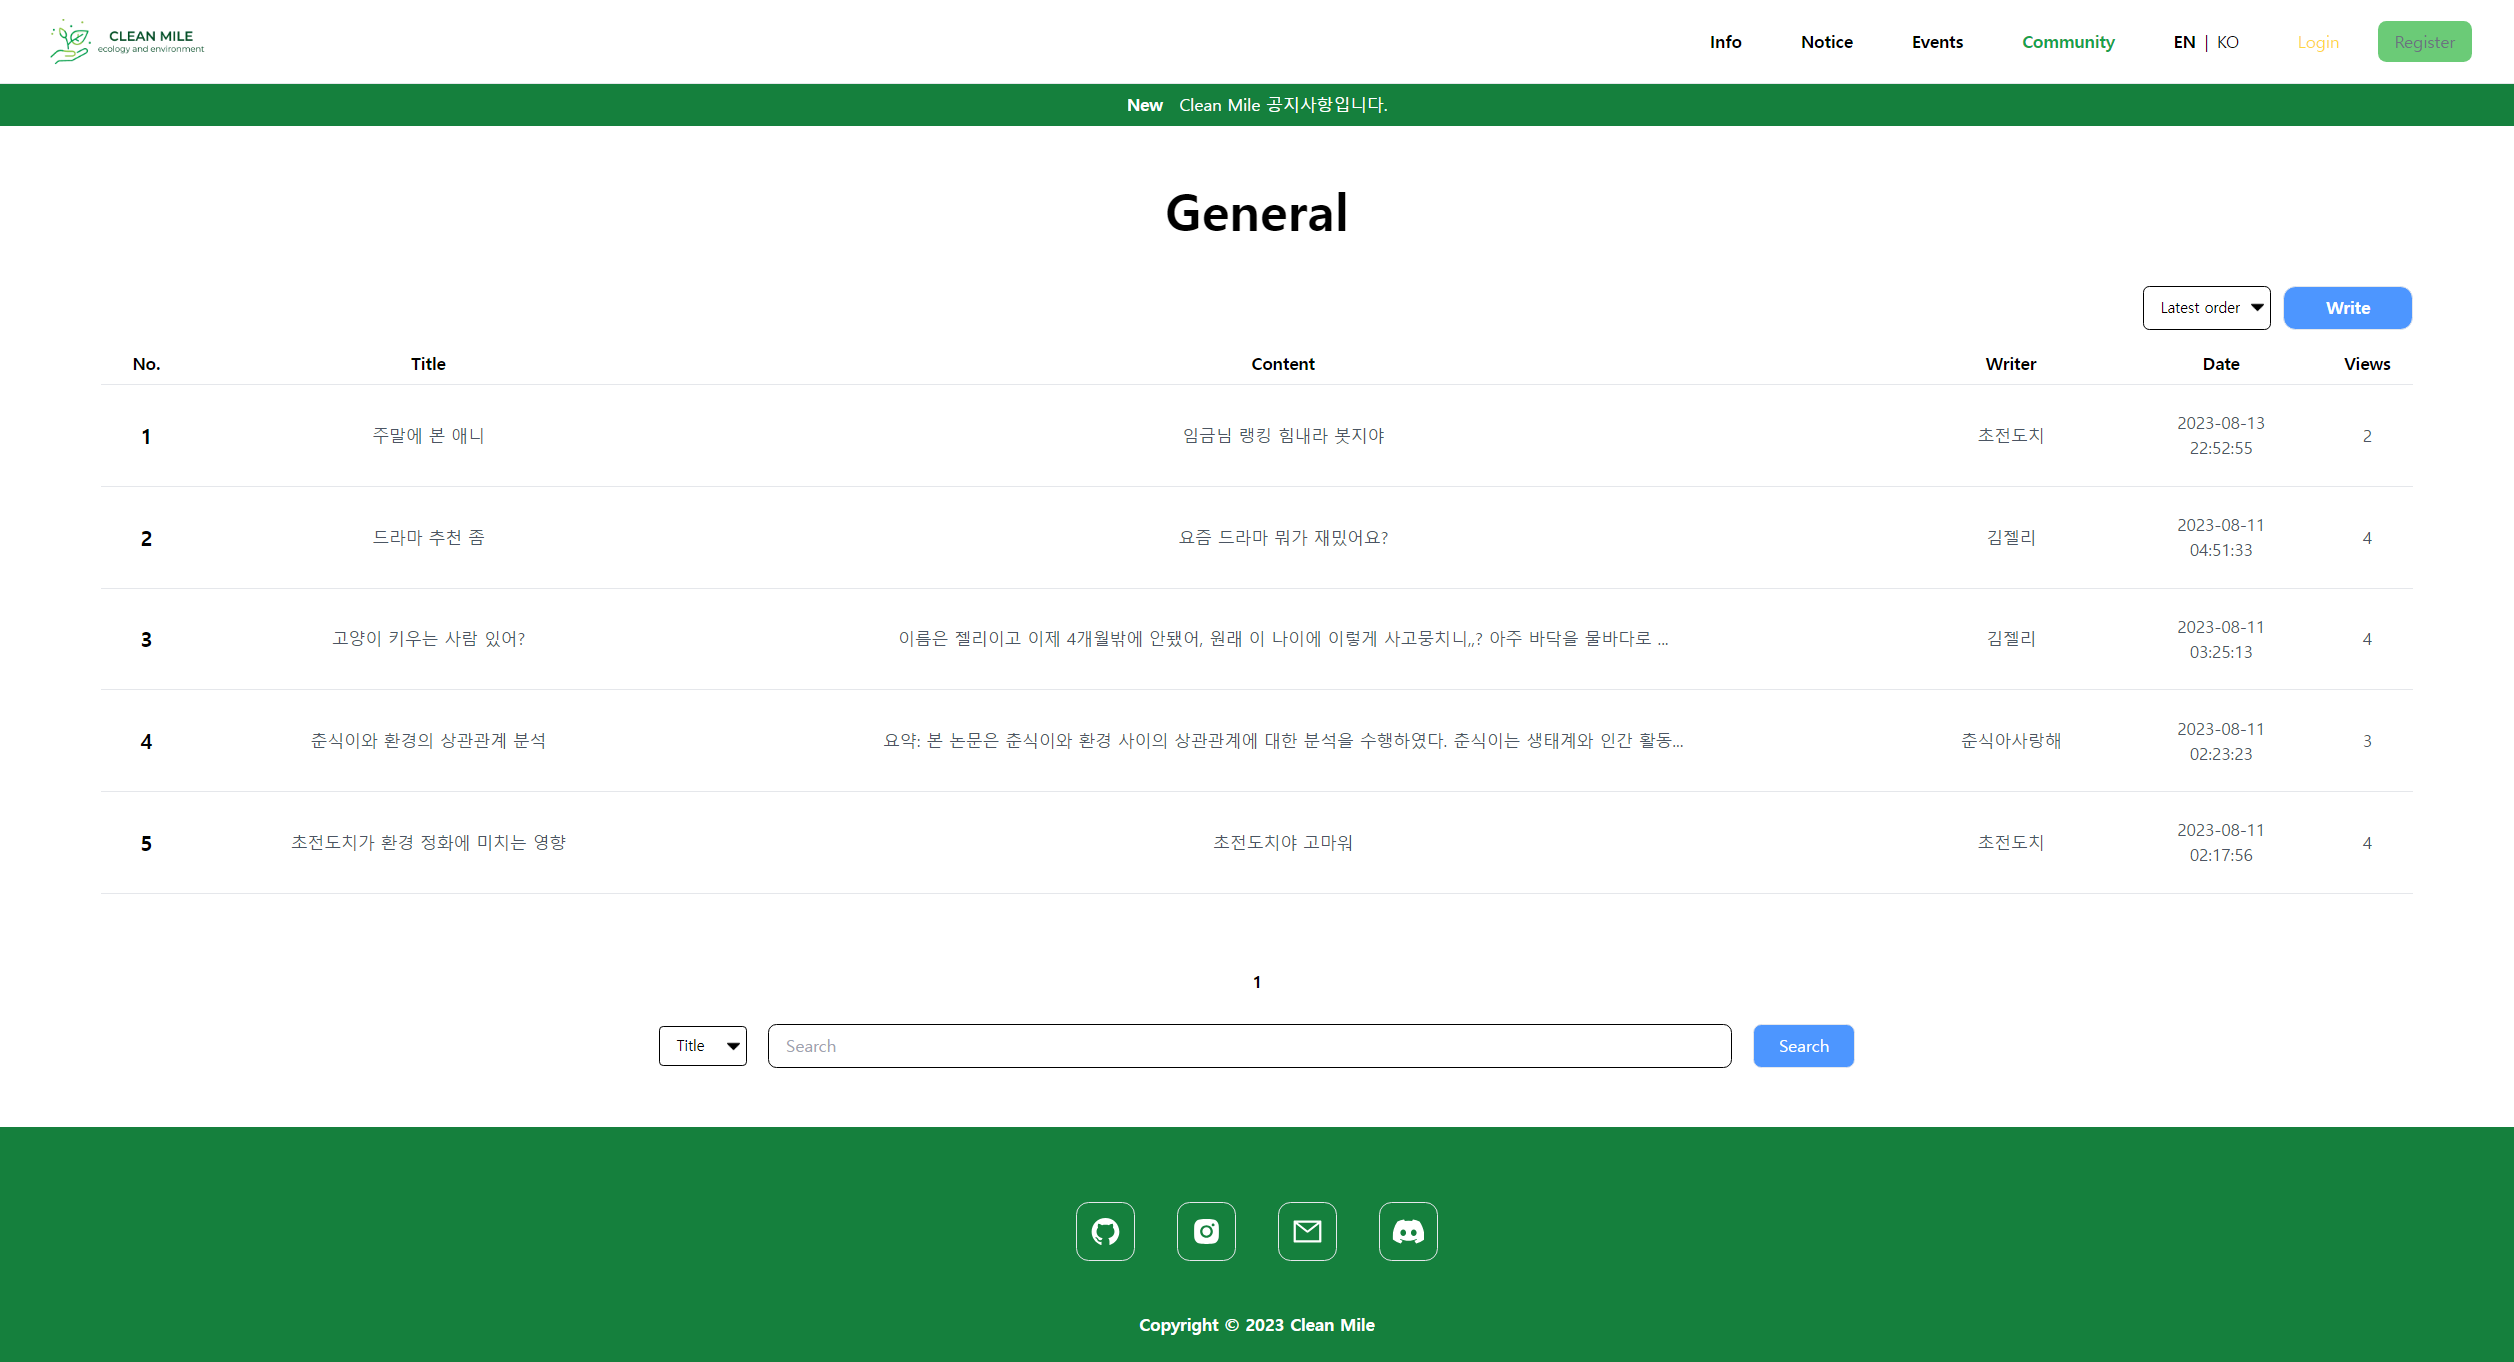 CLEAN MILE
ecology and environment
Info Notice Events Community EN | KO Login Register
New Clean Mile 공지사항입니다.
General
Latest order Write
No. Title Content Writer Date Views
1 주말에 본 애니 임금님 랭킹 힘내라 봇지야 초전도치 2023-08-13 22:52:55 2
2 드라마 추천 좀 요즘 드라마 뭐가 재밌어요? 김젤리 2023-08-11 04:51:33 4
3 고양이 키우는 사람 있어? 이름은 젤리이고 이제 4개월밖에 안됐어, 원래 이 나이에 이렇게 사고뭉치니,,? 아주 바닥을 물바다로 ... 김젤리 2023-08-11 03:25:13 4
4 춘식이와 환경의 상관관계 분석 요약: 본 논문은 춘식이와 환경 사이의 상관관계에 대한 분석을 수행하였다. 춘식이는 생태계와 인간 활동... 춘식아사랑해 2023-08-11 02:23:23 3
5 초전도치가 환경 정화에 미치는 영향 초전도치야 고마워 초전도치 2023-08-11 02:17:56 4
1
Title Search Search
Copyright © 2023 Clean Mile